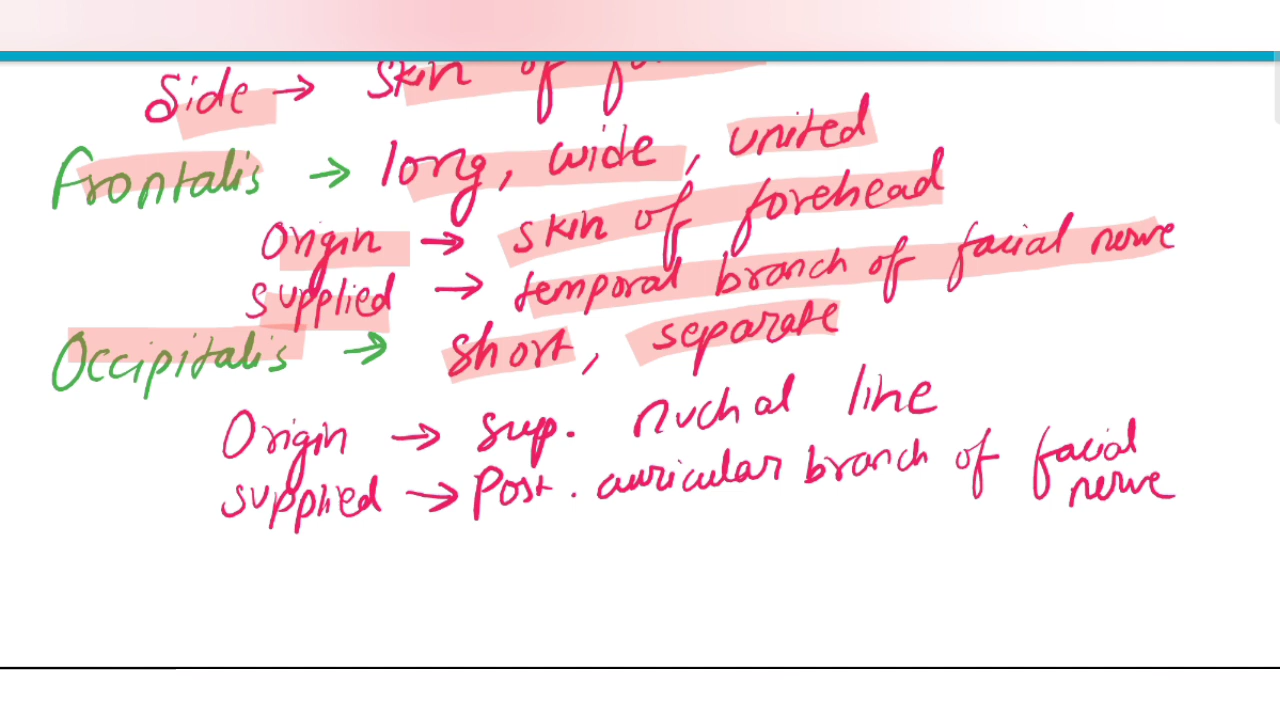 Side → Skin of
Frontalis → long, wide, united
Origin → skin of forehead
supplied → temporal branch of facial nerve
Occipitalis → short, separate
Origin → sup. nuchal line
supplied → Post. auricular branch of facial
nerve